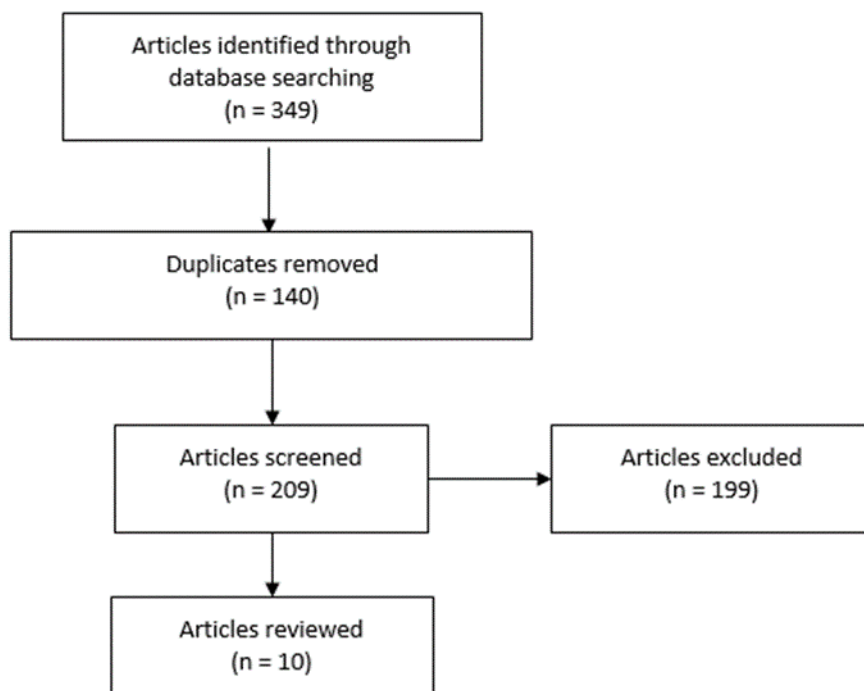 Articles identified through
database searching
(n = 349)
Duplicates removed
(n = 140)
Articles screened
(n = 209)
Articles excluded
(n = 199)
Articles reviewed
(n = 10)